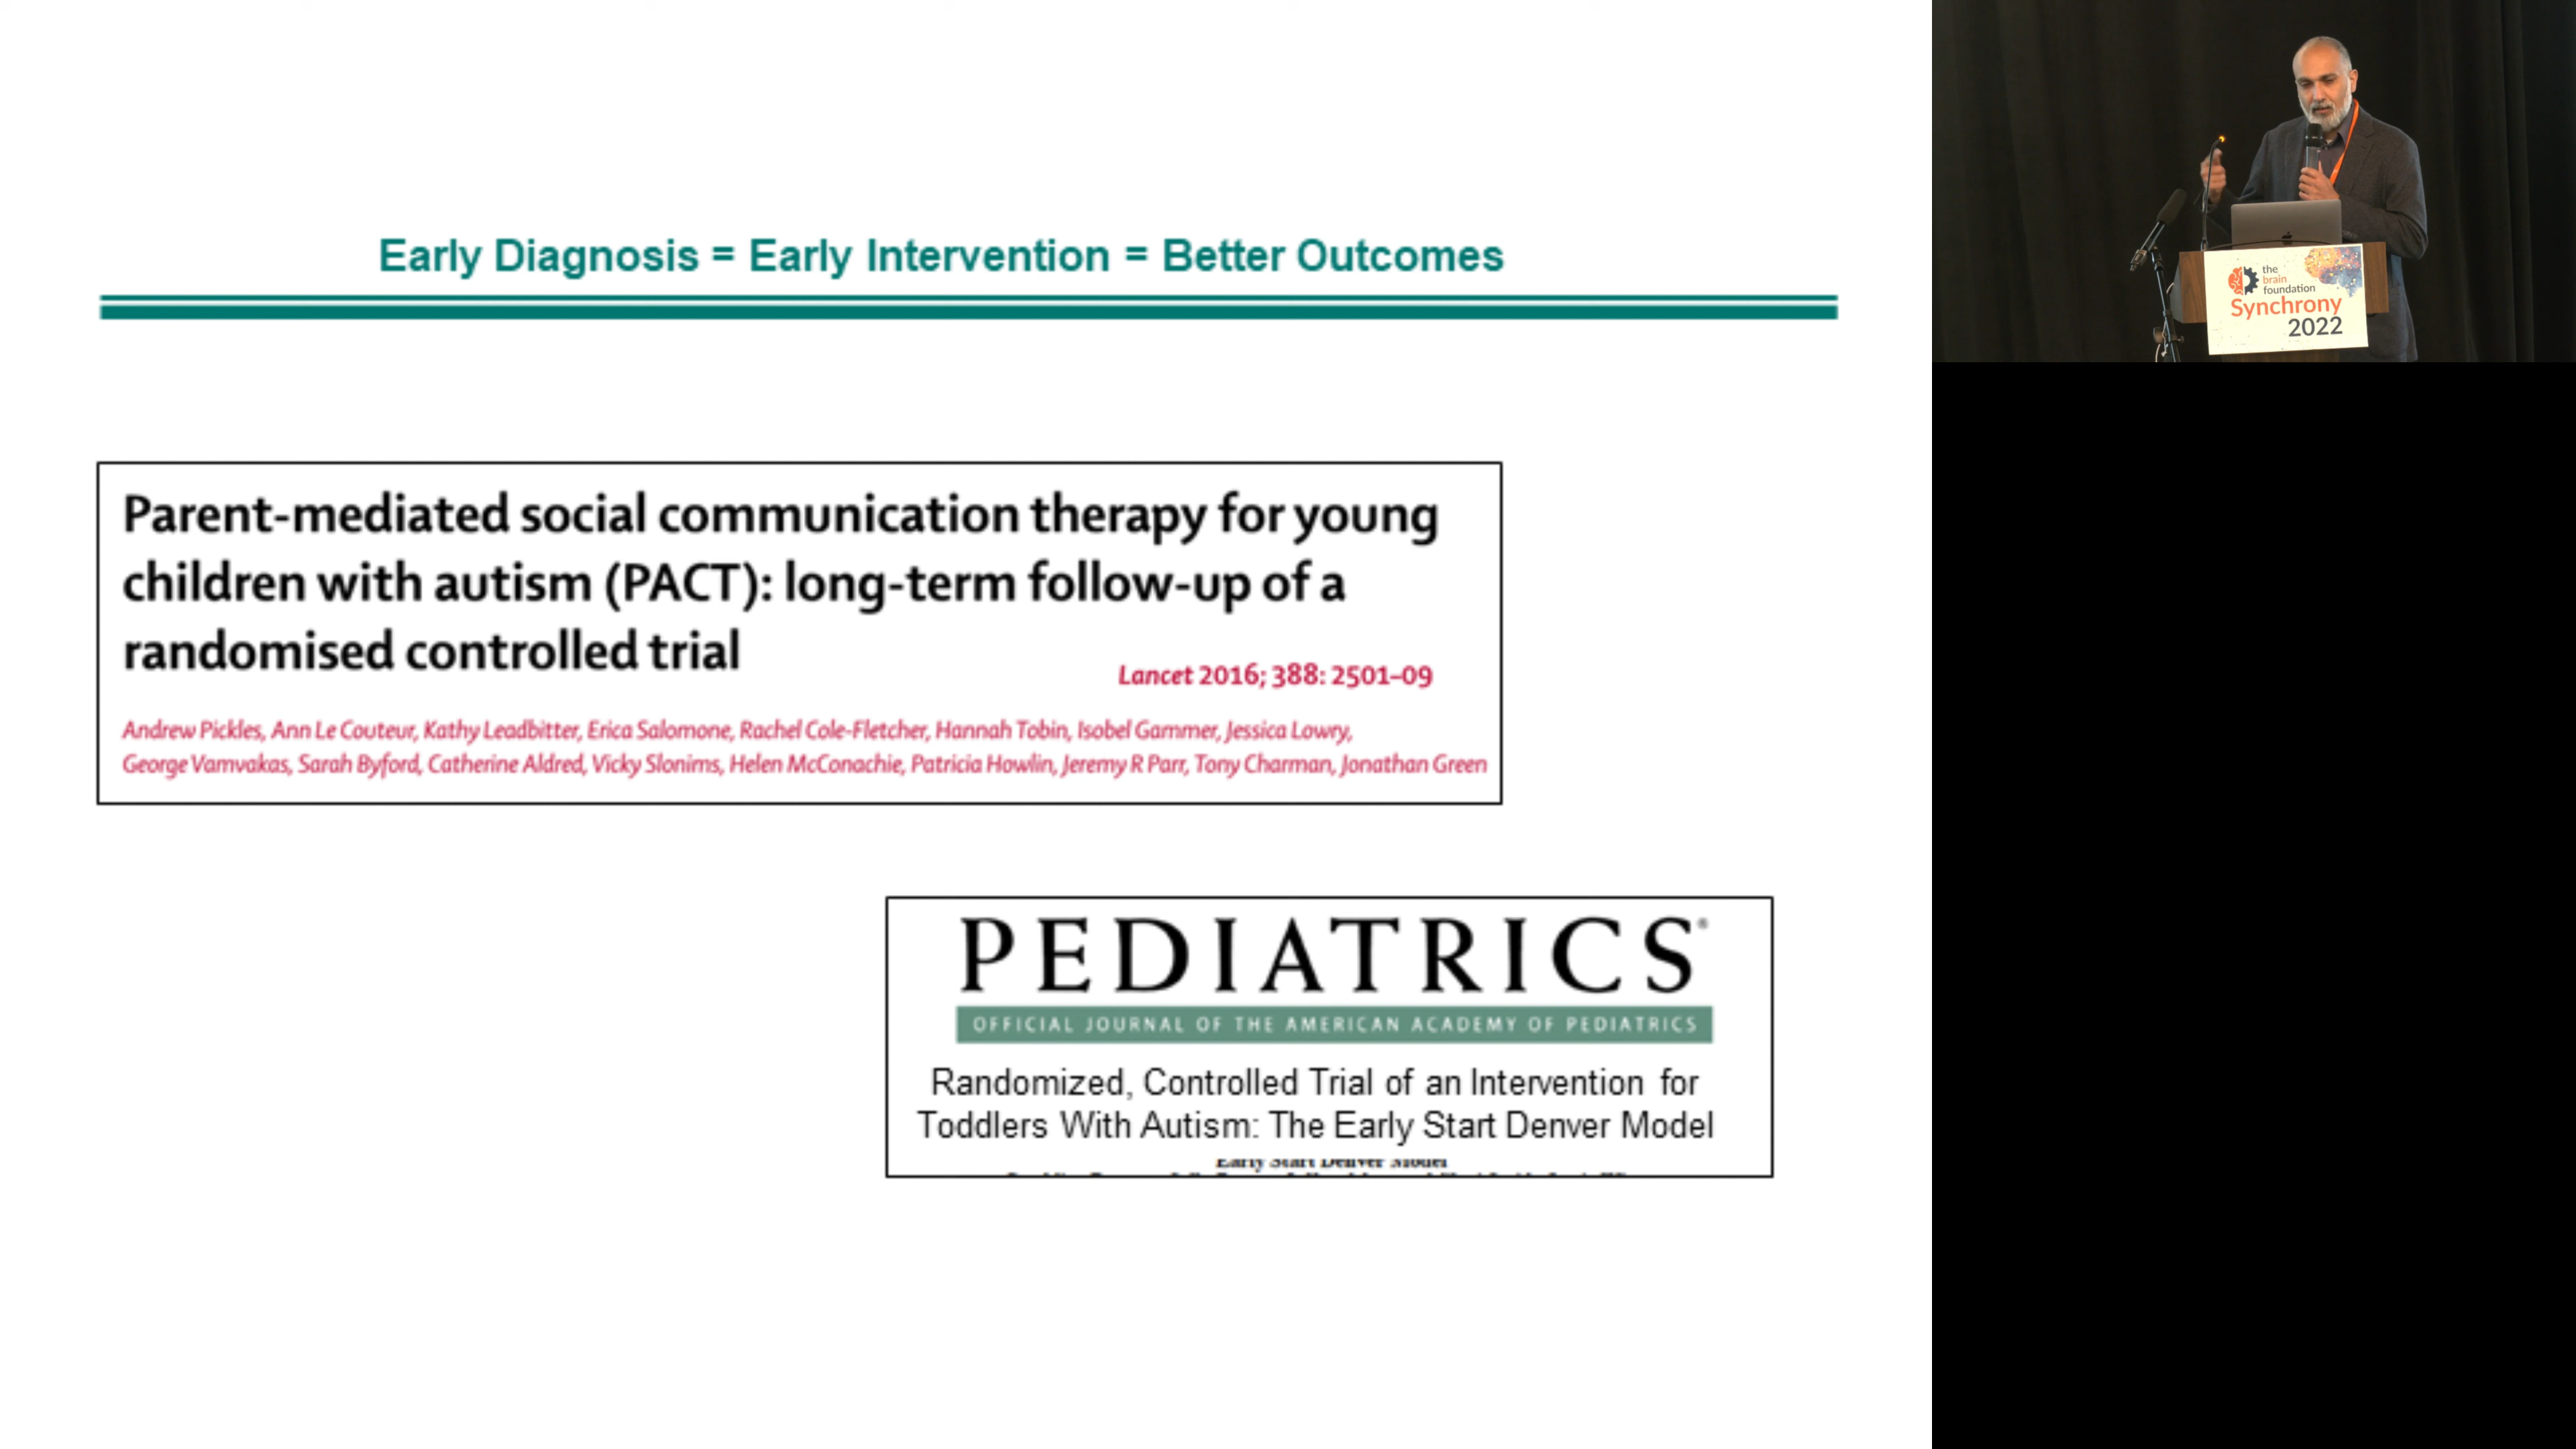 Early Diagnosis = Early Intervention = Better Outcomes
Parent-mediated social communication therapy for young
children with autism (PACT): long-term follow-up of a
randomised controlled trial
Lancet 2016; 388: 2501–09
Andrew Pickles, Ann Le Couteur, Kathy Leadbitter, Erica Salomone, Rachel Cole-Fletcher, Hannah Tobin, Isobel Gammer, Jessica Lowry,
George Vamvakas, Sarah Byford, Catherine Aldred, Vicky Slonims, Helen McConachie, Patricia Howlin, Jeremy R Parr, Tony Charman, Jonathan Green
PEDIATRICS®
OFFICIAL JOURNAL OF THE AMERICAN ACADEMY OF PEDIATRICS
Randomized, Controlled Trial of an Intervention for
Toddlers With Autism: The Early Start Denver Model
Early Start Denver Model
the
brain
foundation
Synchrony
2022